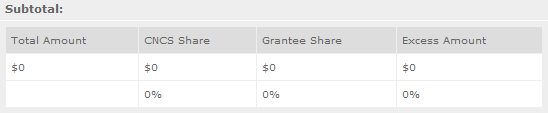 Subtotal:
Total Amount CNCS Share Grantee Share Excess Amount
$0 $0 $0 $0
0% 0% 0%